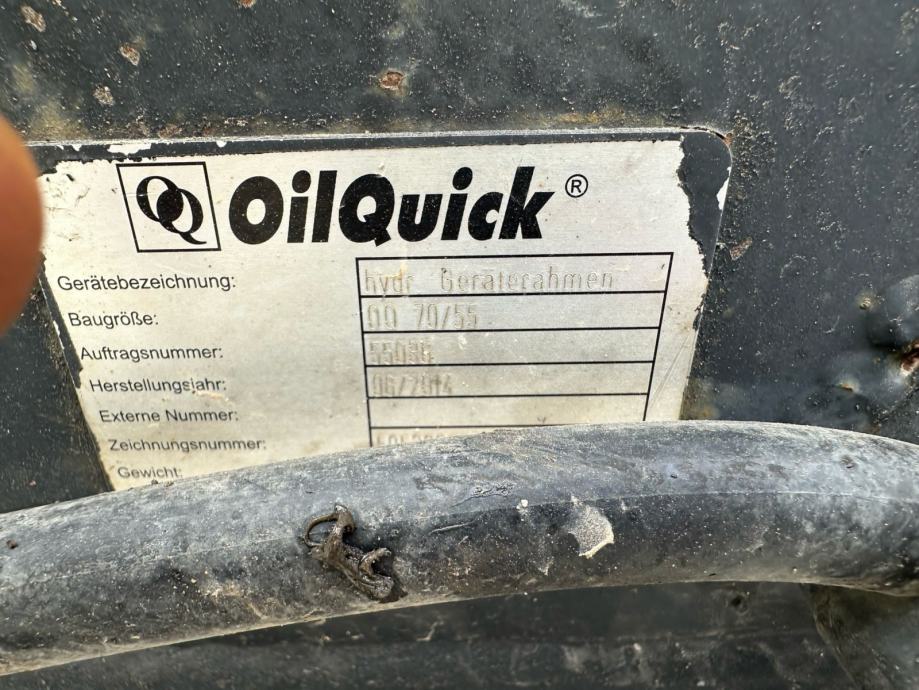 QQ OilQuick ®
Gerätebezeichnung: hydr. Geräterahmen
Baugröße: OQ 70/55
Auftragsnummer: 55086
Herstellungsjahr: 06/2014
Externe Nummer:
Zeichnungsnummer:
Gewicht: